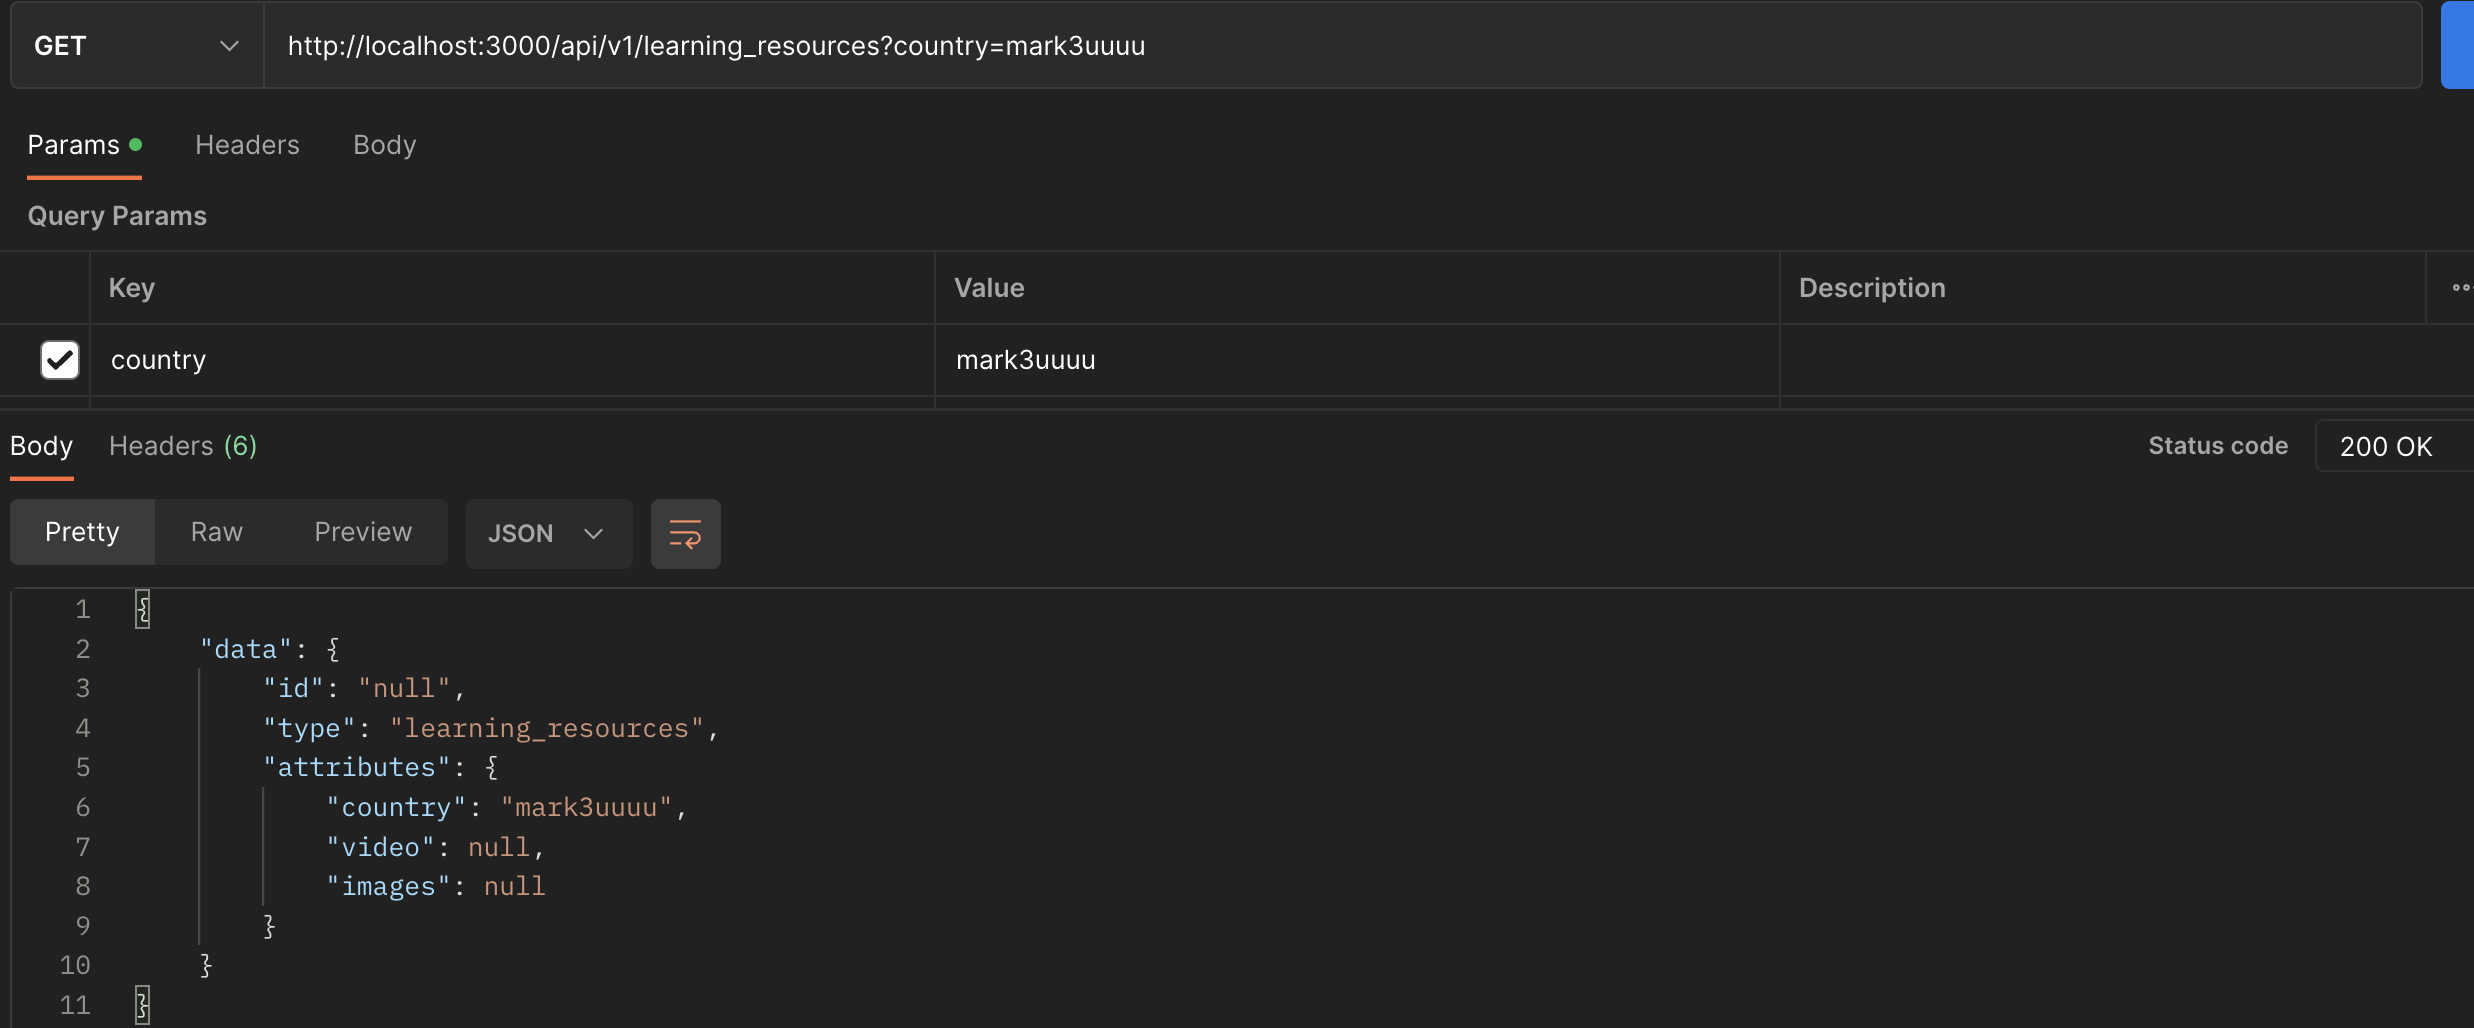 GET http://localhost:3000/api/v1/learning_resources?country=mark3uuuu
Params Headers Body
Query Params
Key Value Description
country mark3uuuu
Body Headers (6) Status code 200 OK
Pretty Raw Preview JSON
1 {
2 "data": {
3 "id": "null",
4 "type": "learning_resources",
5 "attributes": {
6 "country": "mark3uuuu",
7 "video": null,
8 "images": null
9 }
10 }
11 }